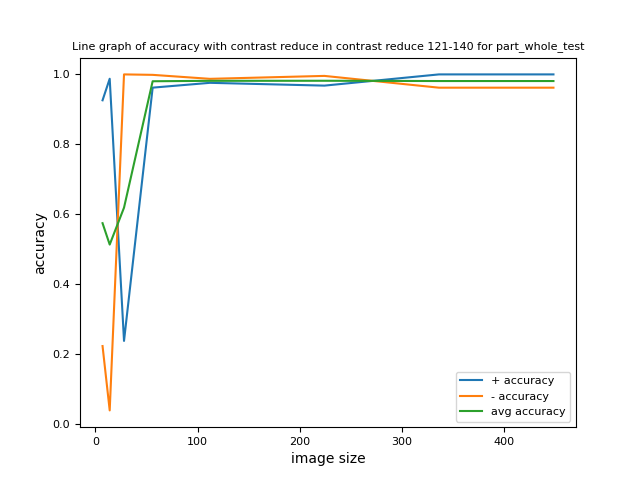 Line graph of accuracy with contrast reduce in contrast reduce 121-140 for part_whole_test
1.0
0.8
0.6
0.4
0.2
0.0
accuracy
0 100 200 300 400
image size
+ accuracy
- accuracy
avg accuracy